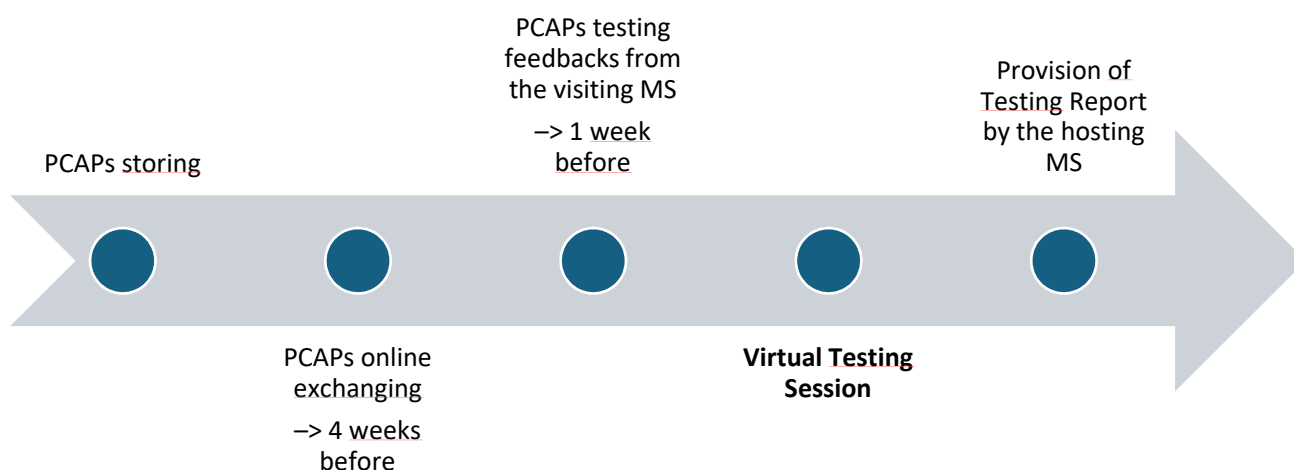 PCAPs storing
PCAPs online
exchanging
–> 4 weeks
before
PCAPs testing
feedbacks from
the visiting MS
–> 1 week
before
Virtual Testing
Session
Provision of
Testing Report
by the hosting
MS